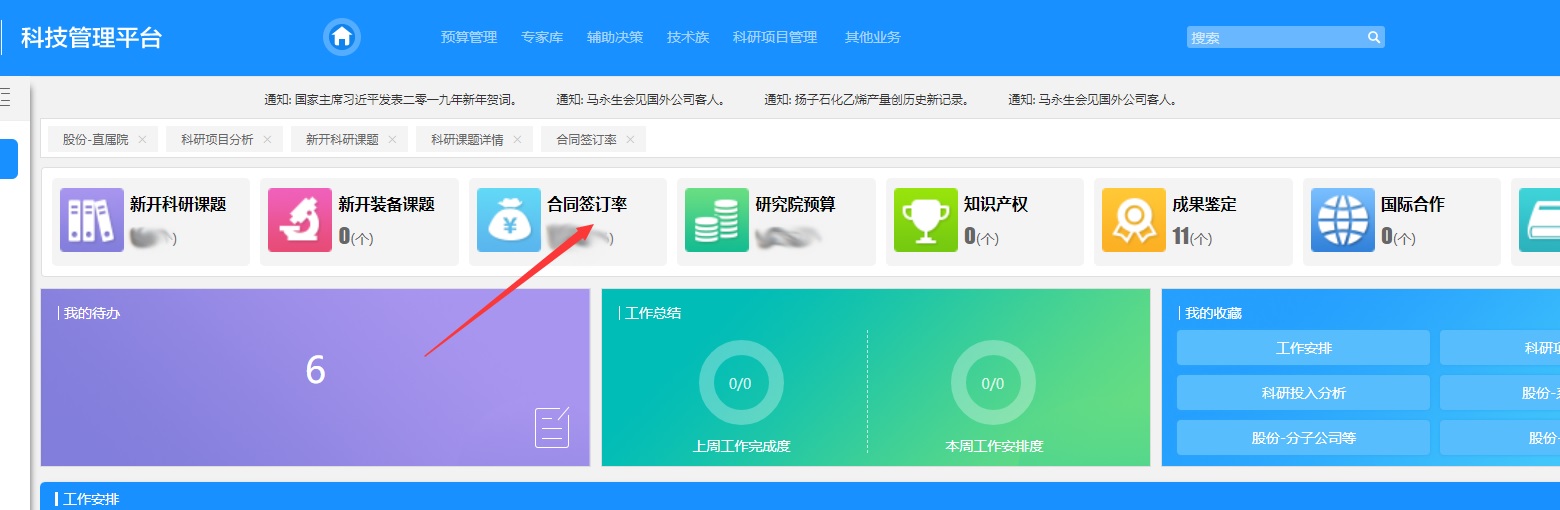 科技管理平台
预算管理 专家库 辅助决策 技术族 科研项目管理 其他业务
搜索
通知: 国家主席习近平发表二零一九年新年贺词。 通知: 马永生会见国外公司客人。 通知: 扬子石化乙烯产量创历史新记录。 通知: 马永生会见国外公司客人。
股份-直属院 × 科研项目分析 × 新开科研课题 × 科研课题详情 × 合同签订率 ×
新开科研课题 新开装备课题 合同签订率 研究院预算 知识产权 成果鉴定 国际合作
) 0(个) ) 0(个) 11(个) 0(个)
我的待办 工作总结 我的收藏
工作安排
6
0/0 0/0
科研投入分析
上周工作完成度 本周工作安排度
股份-分子公司等 股份-
工作安排